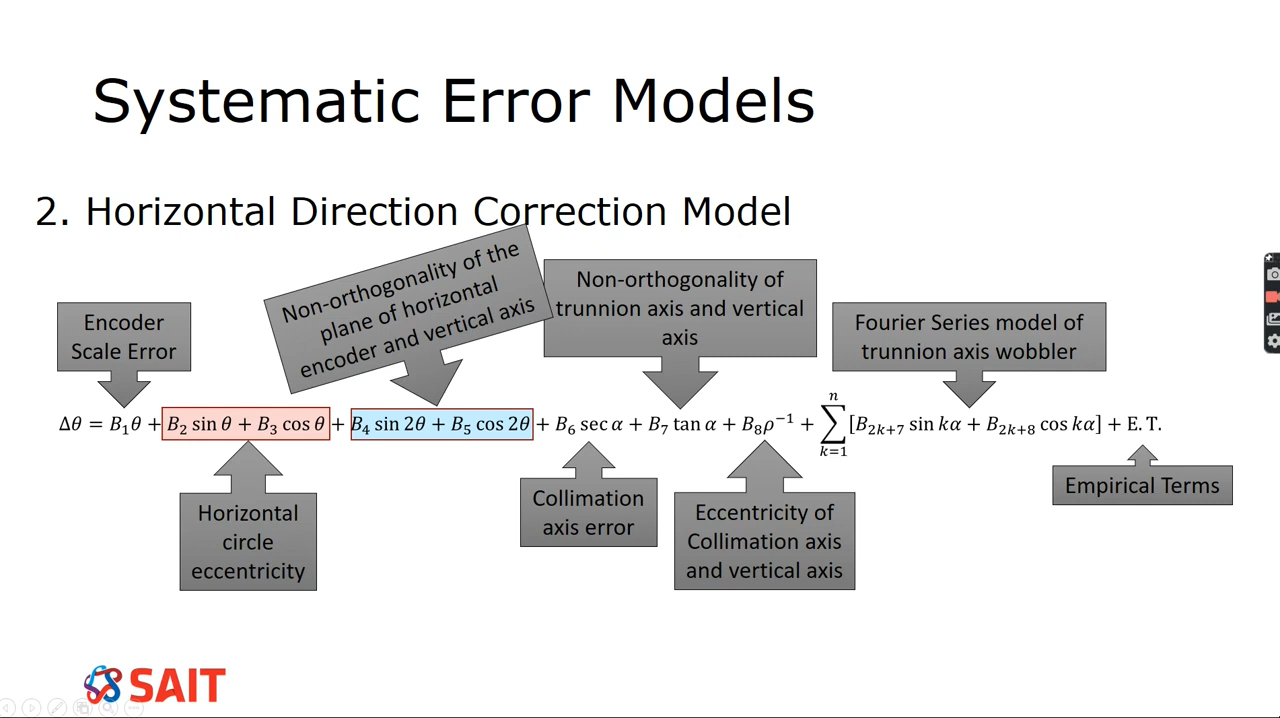 Systematic Error Models
2. Horizontal Direction Correction Model
Encoder
Scale Error
Non-orthogonality of the
plane of horizontal
encoder and vertical axis
Non-orthogonality of
trunnion axis and vertical
axis
Fourier Series model of
trunnion axis wobbler
Δθ = B₁θ + B₂ sin θ + B₃ cos θ + B₄ sin 2θ + B₅ cos 2θ + B₆ sec α + B₇ tan α + B₈ρ⁻¹ + ∑ₖ₌₁ⁿ [B₂ₖ₊₇ sin kα + B₂ₖ₊₈ cos kα] + E. T.
Horizontal
circle
eccentricity
Collimation
axis error
Eccentricity of
Collimation axis
and vertical axis
Empirical Terms
SAIT